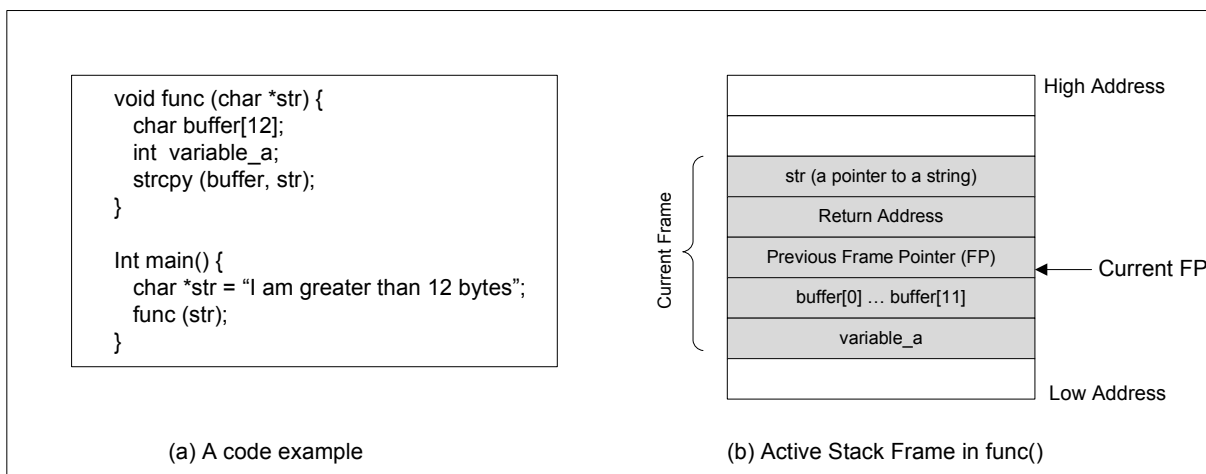 void func (char *str) {
char buffer[12];
int variable_a;
strcpy (buffer, str);
}
Int main() {
char *str = “I am greater than 12 bytes”;
func (str);
}
(a) A code example
High Address
Current Frame
str (a pointer to a string)
Return Address
Previous Frame Pointer (FP)
Current FP
buffer[0] … buffer[11]
variable_a
Low Address
(b) Active Stack Frame in func()